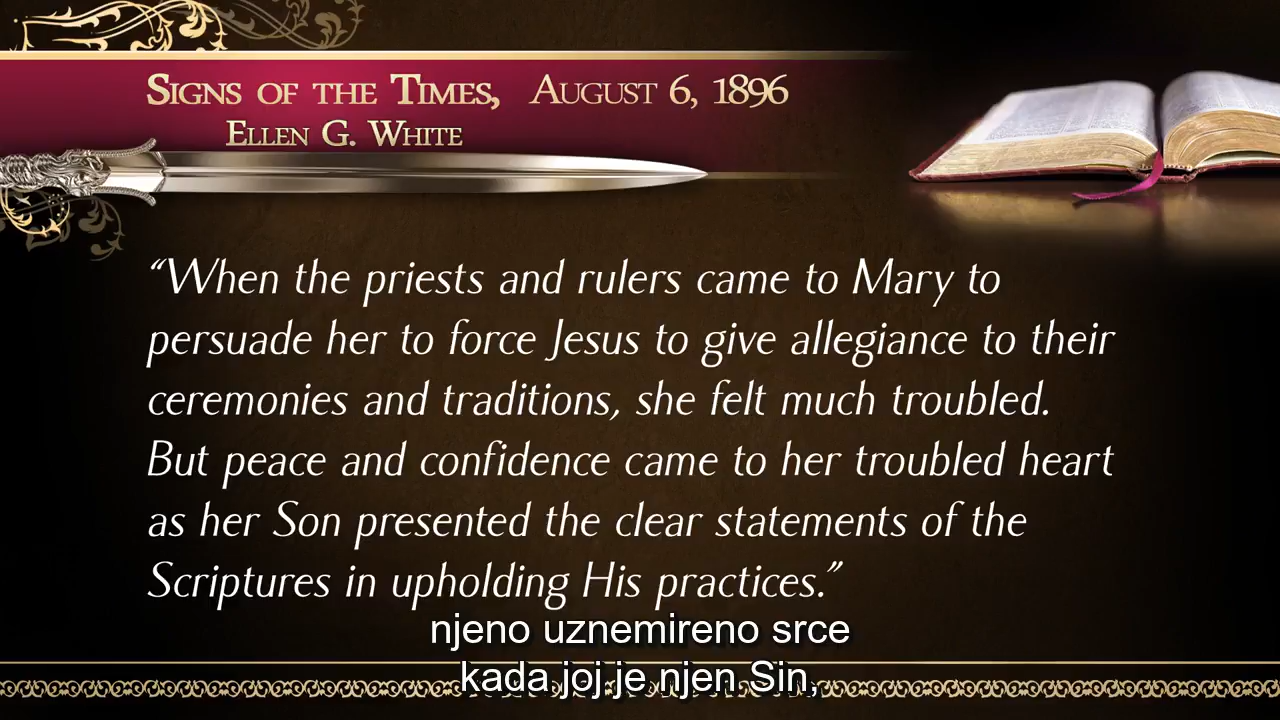 Signs of the Times, August 6, 1896
Ellen G. White
“When the priests and rulers came to Mary to
persuade her to force Jesus to give allegiance to their
ceremonies and traditions, she felt much troubled.
But peace and confidence came to her troubled heart
as her Son presented the clear statements of the
Scriptures in upholding His practices.”
njeno uznemireno srce
kada joj je njen Sin,